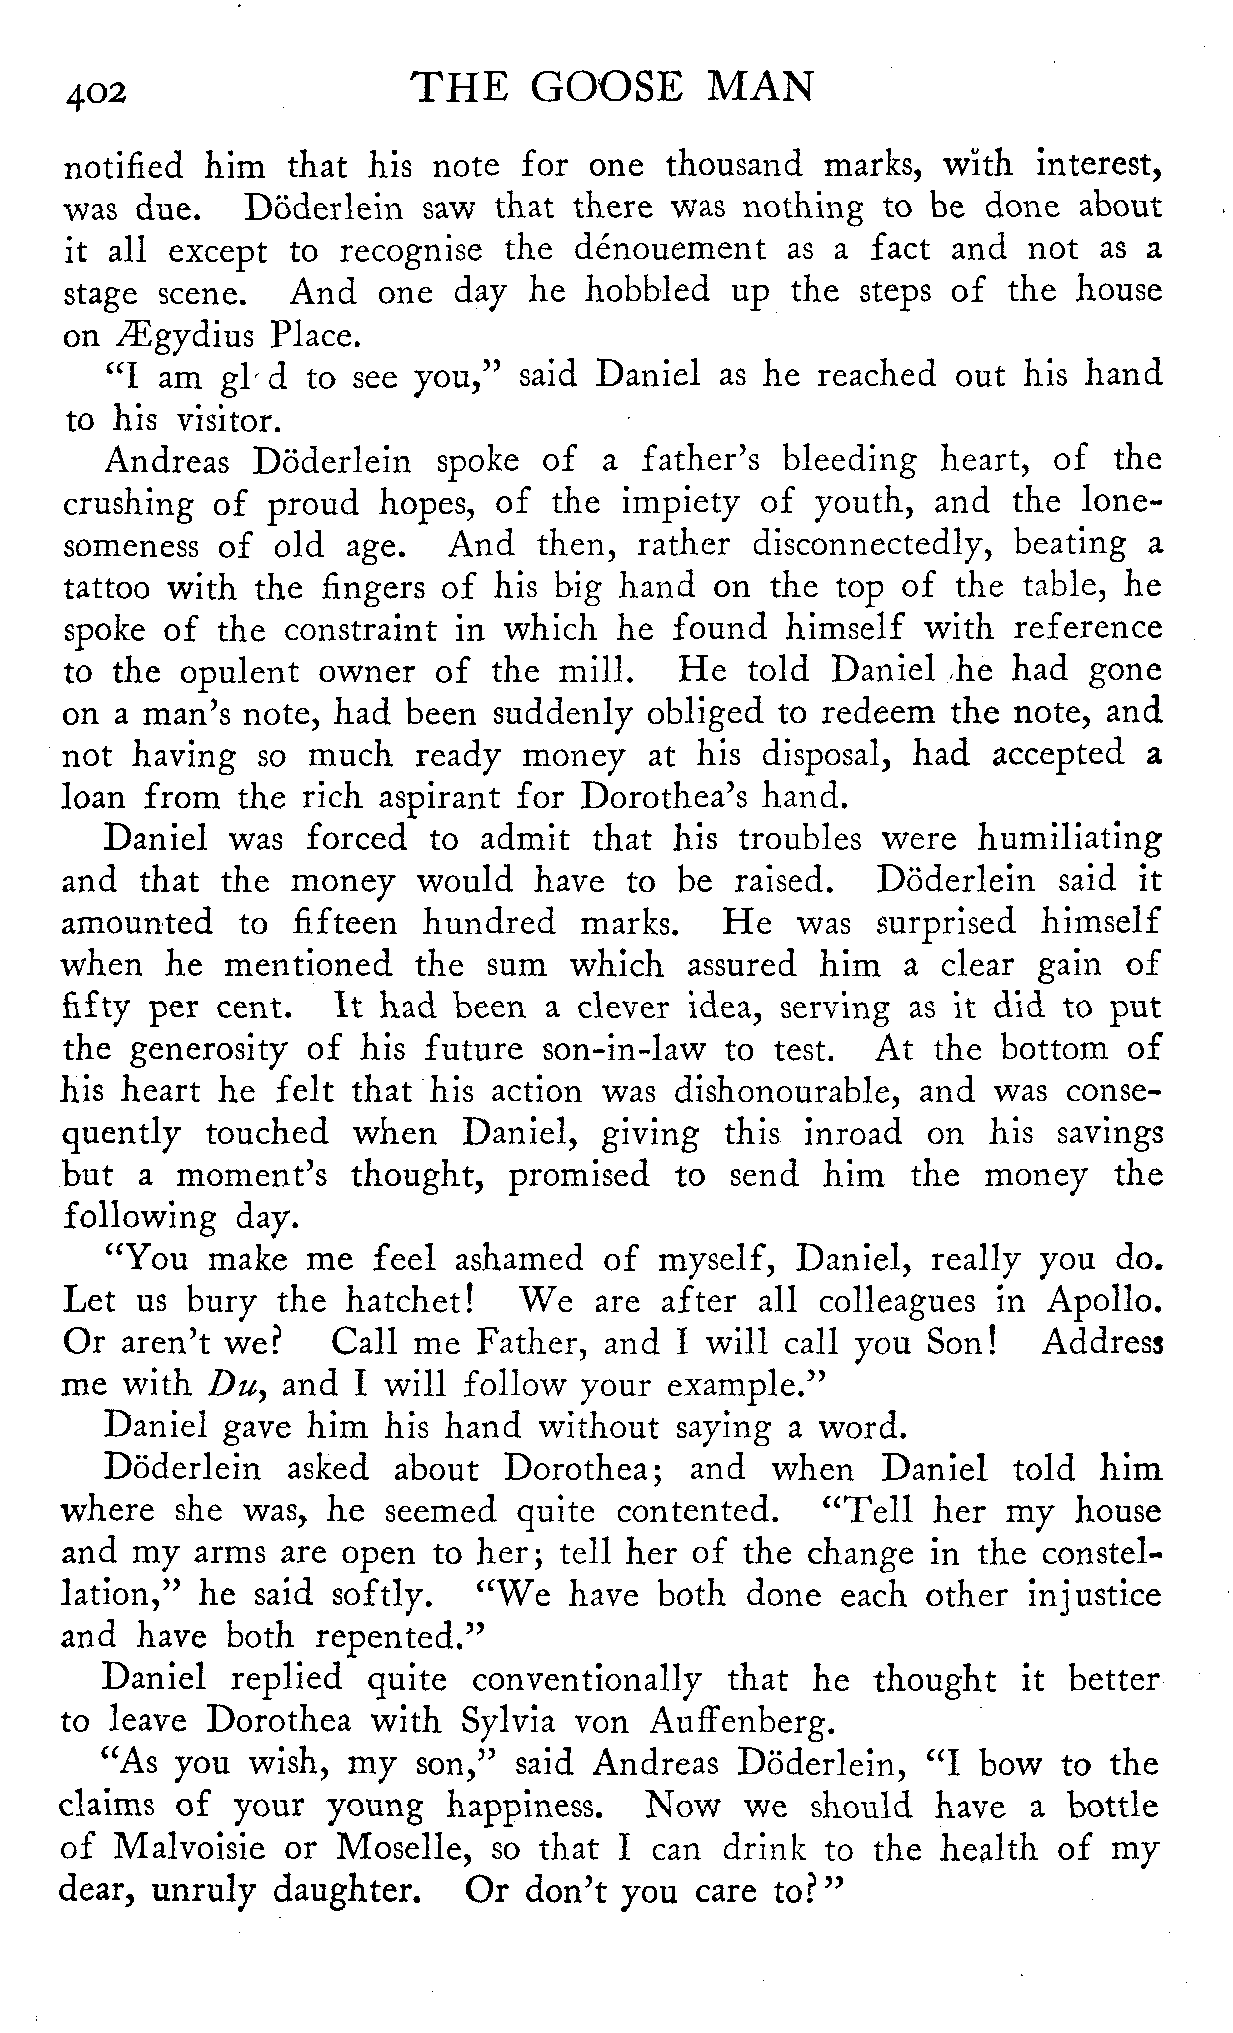 402 THE GOOSE MAN
notified him that his note for one thousand marks, with interest,
was due. Döderlein saw that there was nothing to be done about
it all except to recognise the dénouement as a fact and not as a
stage scene. And one day he hobbled up the steps of the house
on Ægydius Place.
“I am gl d to see you,” said Daniel as he reached out his hand
to his visitor.
Andreas Döderlein spoke of a father’s bleeding heart, of the
crushing of proud hopes, of the impiety of youth, and the lone-
someness of old age. And then, rather disconnectedly, beating a
tattoo with the fingers of his big hand on the top of the table, he
spoke of the constraint in which he found himself with reference
to the opulent owner of the mill. He told Daniel he had gone
on a man’s note, had been suddenly obliged to redeem the note, and
not having so much ready money at his disposal, had accepted a
loan from the rich aspirant for Dorothea’s hand.
Daniel was forced to admit that his troubles were humiliating
and that the money would have to be raised. Döderlein said it
amounted to fifteen hundred marks. He was surprised himself
when he mentioned the sum which assured him a clear gain of
fifty per cent. It had been a clever idea, serving as it did to put
the generosity of his future son-in-law to test. At the bottom of
his heart he felt that his action was dishonourable, and was conse-
quently touched when Daniel, giving this inroad on his savings
but a moment’s thought, promised to send him the money the
following day.
“You make me feel ashamed of myself, Daniel, really you do.
Let us bury the hatchet! We are after all colleagues in Apollo.
Or aren’t we? Call me Father, and I will call you Son! Address
me with Du, and I will follow your example.”
Daniel gave him his hand without saying a word.
Döderlein asked about Dorothea; and when Daniel told him
where she was, he seemed quite contented. “Tell her my house
and my arms are open to her; tell her of the change in the constel-
lation,” he said softly. “We have both done each other injustice
and have both repented.”
Daniel replied quite conventionally that he thought it better
to leave Dorothea with Sylvia von Auffenberg.
“As you wish, my son,” said Andreas Döderlein, “I bow to the
claims of your young happiness. Now we should have a bottle
of Malvoisie or Moselle, so that I can drink to the health of my
dear, unruly daughter. Or don’t you care to?”